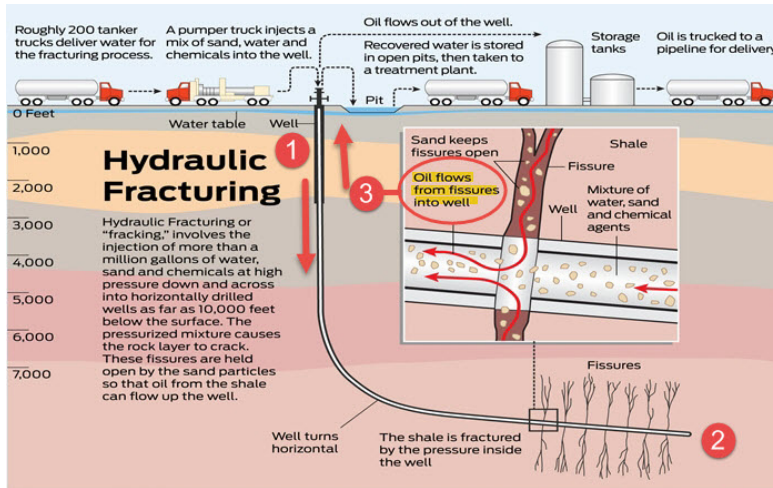 Roughly 200 tanker
trucks deliver water for
the fracturing process.
A pumper truck injects a
mix of sand, water and
chemicals into the well.
Oil flows out of the well.
Recovered water is stored
in open pits, then taken to
a treatment plant.
Storage
tanks
Oil is trucked to a
pipeline for delivery
0 Feet
Water table
Well
Pit
1,000
2,000
3,000
4,000
5,000
6,000
7,000
1
3
2
Hydraulic
Fracturing
Hydraulic Fracturing or
“fracking,” involves the
injection of more than a
million gallons of water,
sand and chemicals at high
pressure down and across
into horizontally drilled
wells as far as 10,000 feet
below the surface. The
pressurized mixture causes
the rock layer to crack.
These fissures are held
open by the sand particles
so that oil from the shale
can flow up the well.
Sand keeps
fissures open
Shale
Fissure
Oil flows
from fissures
into well
Well
Mixture of
water, sand
and chemical
agents
Fissures
Well turns
horizontal
The shale is fractured
by the pressure inside
the well